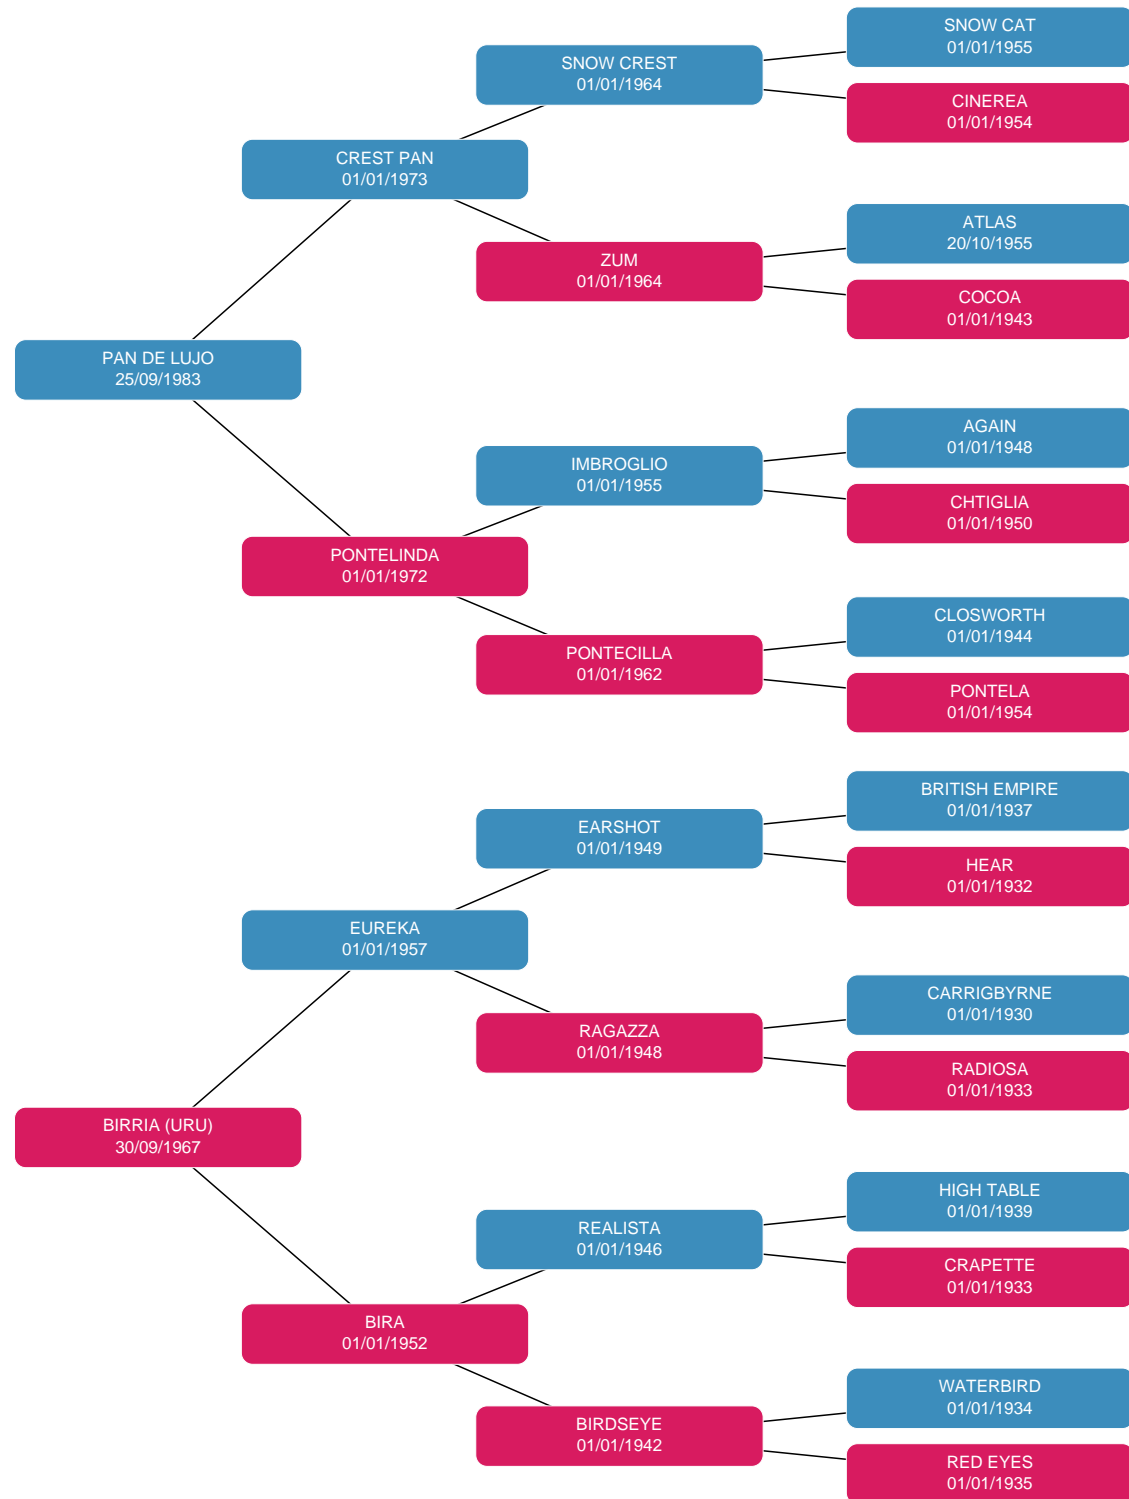 SNOW CAT
01/01/1955
SNOW CREST
01/01/1964
CINEREA
01/01/1954
CREST PAN
01/01/1973
ATLAS
20/10/1955
ZUM
01/01/1964
COCOA
01/01/1943
PAN DE LUJO
25/09/1983
AGAIN
01/01/1948
IMBROGLIO
01/01/1955
CHTIGLIA
01/01/1950
PONTELINDA
01/01/1972
CLOSWORTH
01/01/1944
PONTECILLA
01/01/1962
PONTELA
01/01/1954
BRITISH EMPIRE
01/01/1937
EARSHOT
01/01/1949
HEAR
01/01/1932
EUREKA
01/01/1957
CARRIGBYRNE
01/01/1930
RAGAZZA
01/01/1948
RADIOSA
01/01/1933
BIRRIA (URU)
30/09/1967
HIGH TABLE
01/01/1939
REALISTA
01/01/1946
CRAPETTE
01/01/1933
BIRA
01/01/1952
WATERBIRD
01/01/1934
BIRDSEYE
01/01/1942
RED EYES
01/01/1935